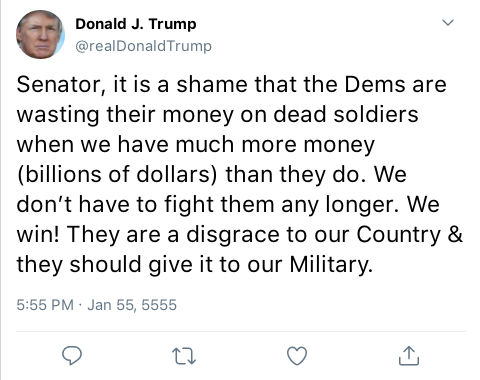 Donald J. Trump
@realDonaldTrump
Senator, it is a shame that the Dems are
wasting their money on dead soldiers
when we have much more money
(billions of dollars) than they do. We
don’t have to fight them any longer. We
win! They are a disgrace to our Country &
they should give it to our Military.
5:55 PM · Jan 55, 5555